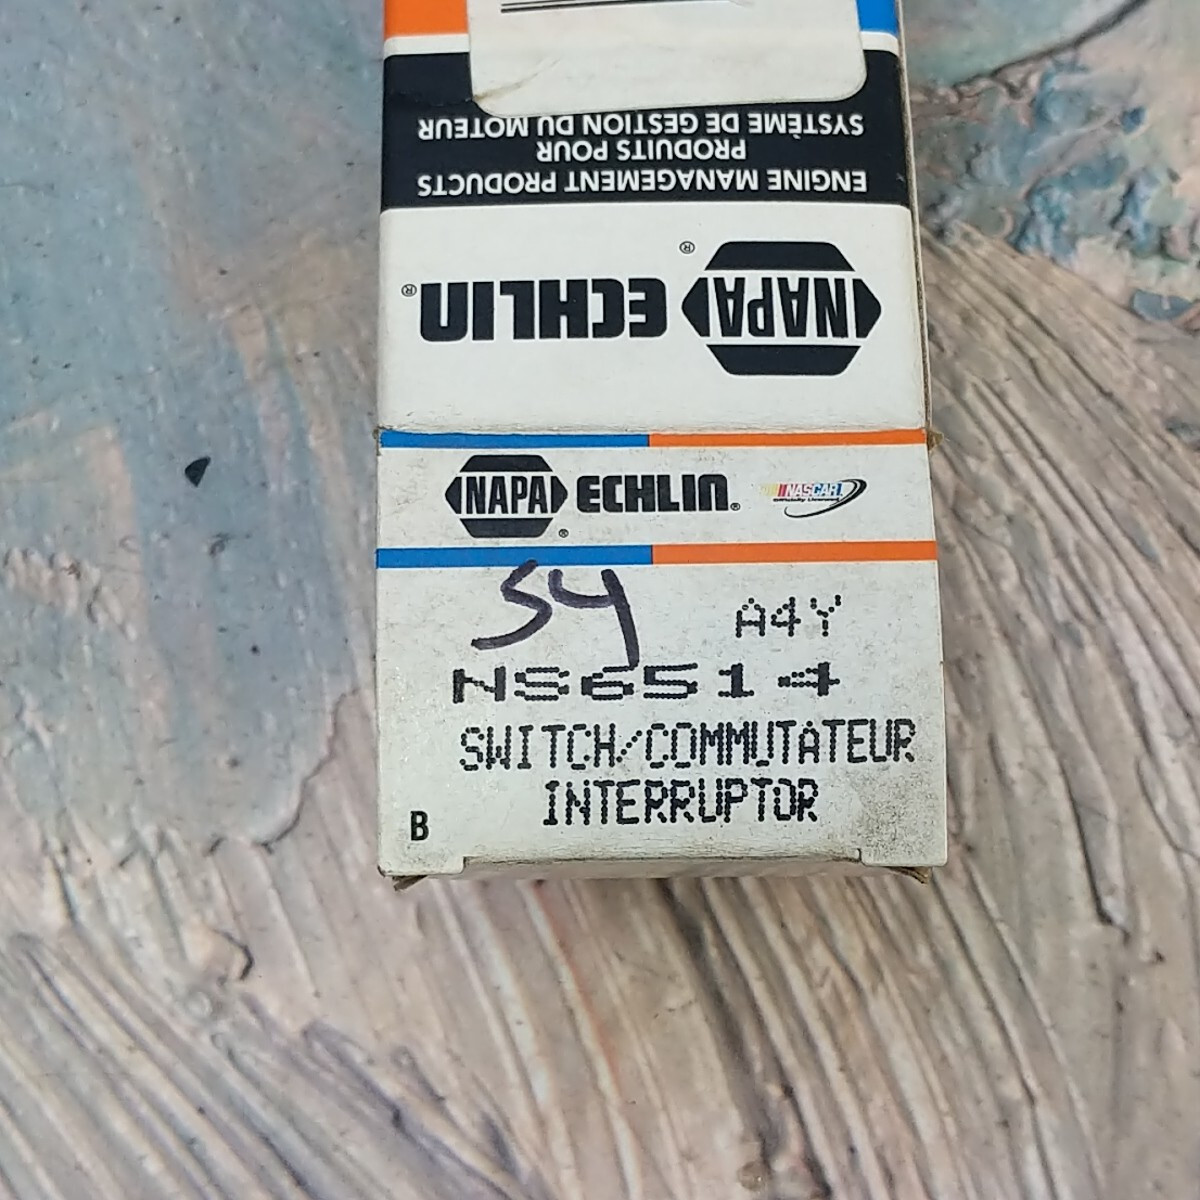 ENGINE MANAGEMENT PRODUCTS
PRODUITS POUR
SYSTÈME DE GESTION DU MOTEUR
NAPA® ECHLIN®
NAPA® ECHLIN® NASCAR
54
A4Y
NS6514
SWITCH/COMMUTATEUR
INTERRUPTOR
B